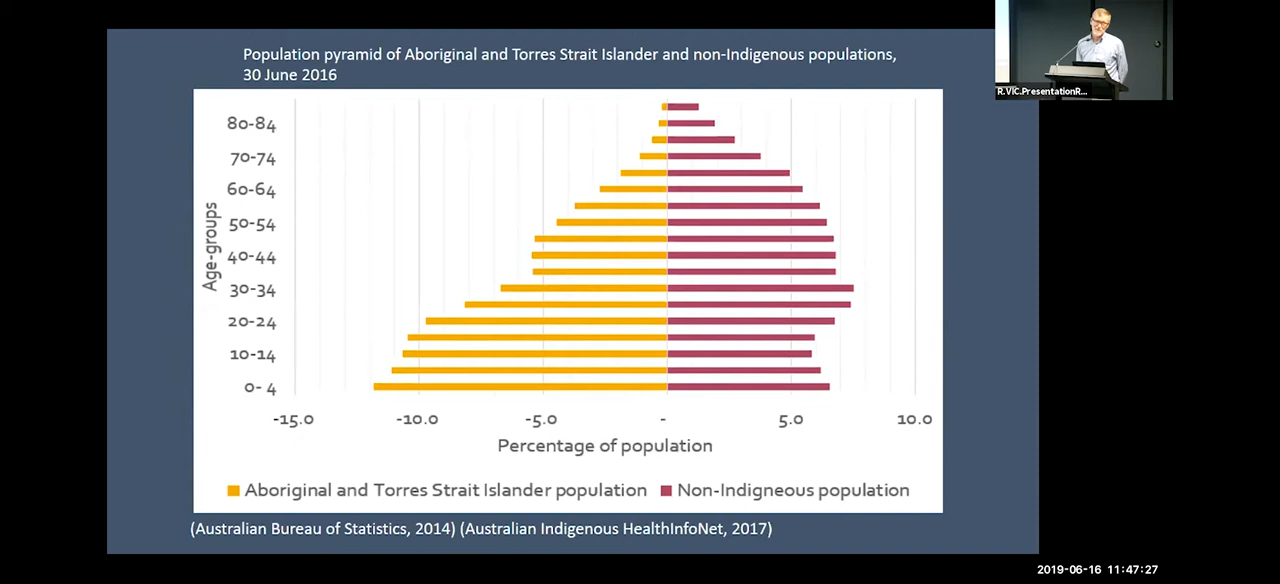 Population pyramid of Aboriginal and Torres Strait Islander and non-Indigenous populations,
30 June 2016
R.VIC.PresentationR...
80-84
70-74
60-64
50-54
40-44
30-34
20-24
10-14
0- 4
Age-groups
-15.0 -10.0 -5.0 - 5.0 10.0
Percentage of population
Aboriginal and Torres Strait Islander population Non-Indigneous population
(Australian Bureau of Statistics, 2014) (Australian Indigenous HealthInfoNet, 2017)
2019-06-16 11:47:27